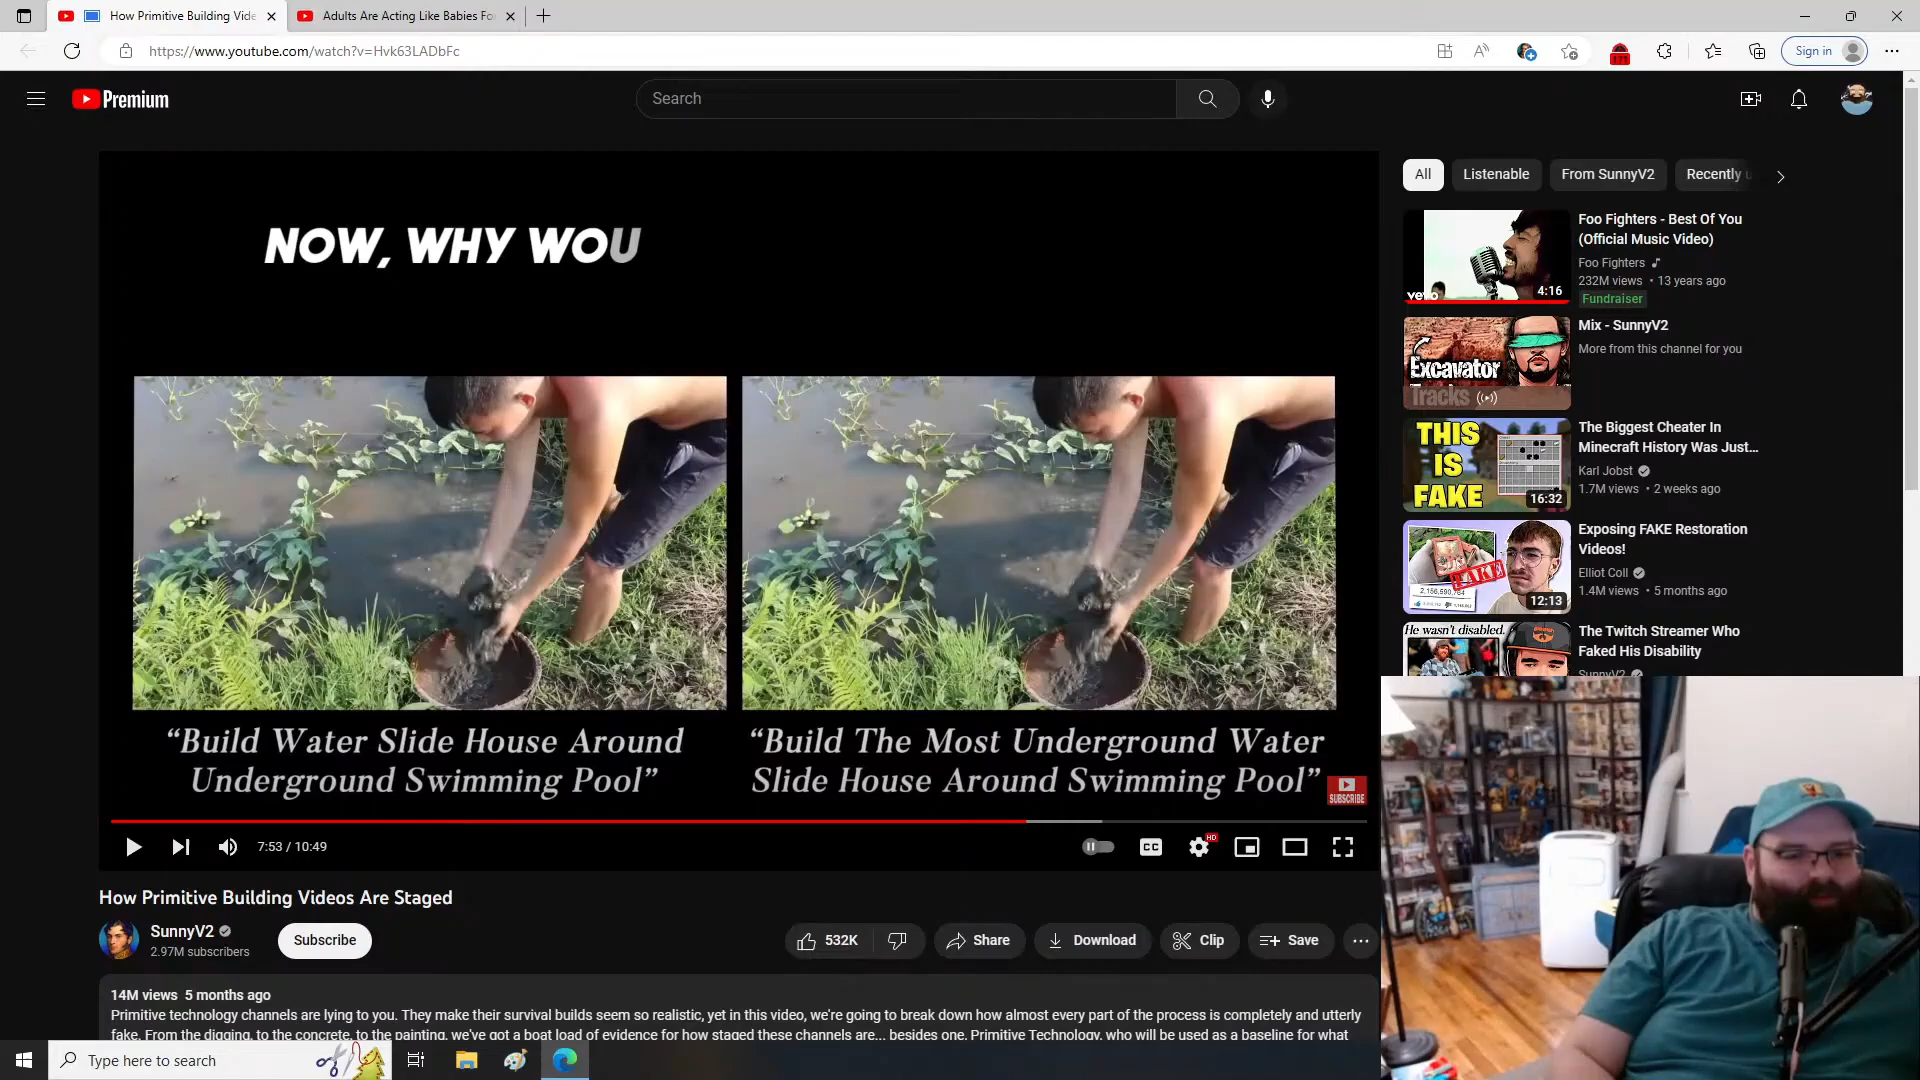 How Primitive Building Vide
Adults Are Acting Like Babies Fo
https://www.youtube.com/watch?v=Hvk63LADbFc
171
Sign in
Premium
Search
NOW, WHY WOU
“Build Water Slide House Around
Underground Swimming Pool”
“Build The Most Underground Water
Slide House Around Swimming Pool”
SUBSCRIBE
7:53 / 10:49
CC
HD
How Primitive Building Videos Are Staged
SunnyV2
2.97M subscribers
Subscribe
532K
Share
Download
Clip
Save
14M views 5 months ago
Primitive technology channels are lying to you. They make their survival builds seem so realistic, yet in this video, we're going to break down how almost every part of the process is completely and utterly
fake. From the digging, to the concrete, to the painting, we've got a boat load of evidence for how staged these channels are... besides one. Primitive Technology, who will be used as a baseline for what
All
Listenable
From SunnyV2
Recently u
vevo
4:16
Foo Fighters - Best Of You
(Official Music Video)
Foo Fighters
232M views • 13 years ago
Fundraiser
Excavator
Tracks
Mix - SunnyV2
More from this channel for you
THIS
IS
FAKE
16:32
The Biggest Cheater In
Minecraft History Was Just...
Karl Jobst
1.7M views • 2 weeks ago
FAKE
2,156,590,764
12:13
Exposing FAKE Restoration
Videos!
Elliot Coll
1.4M views • 5 months ago
He wasn't disabled.
The Twitch Streamer Who
Faked His Disability
SunnyV2
Type here to search